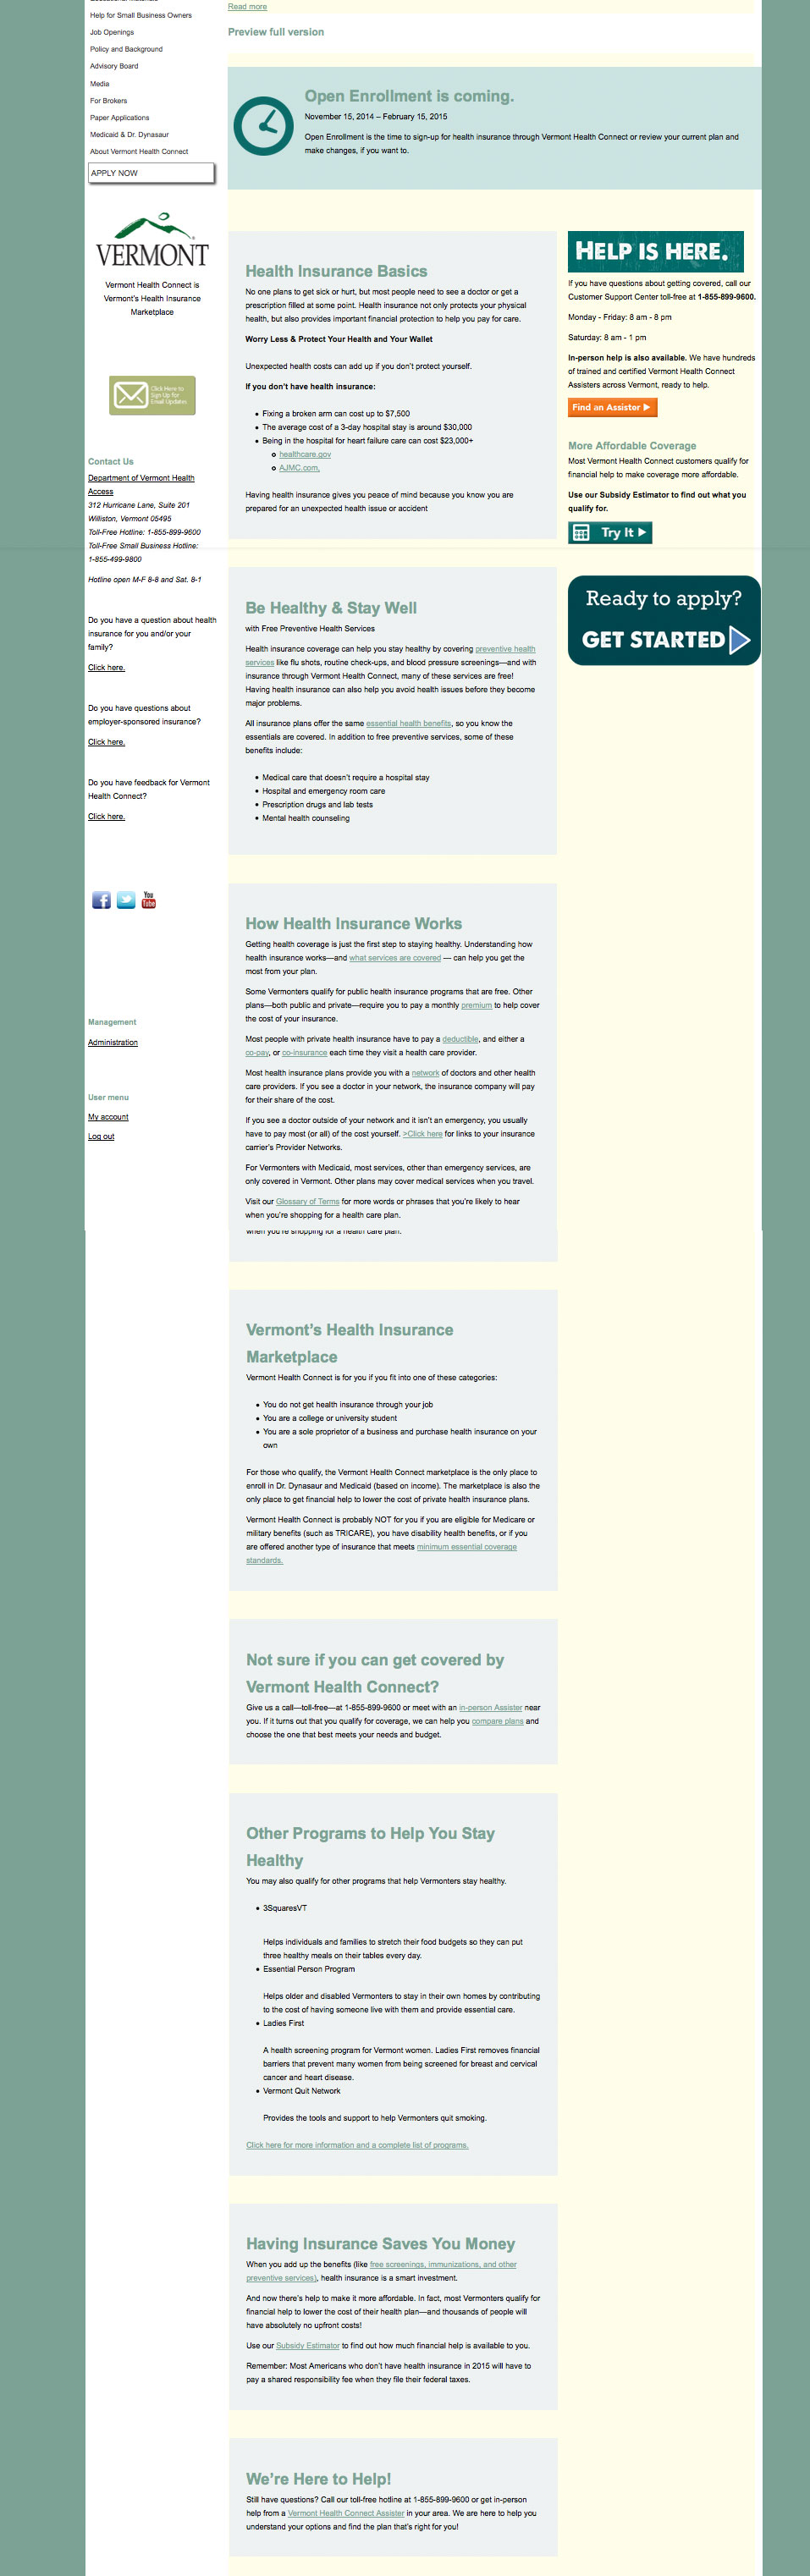 Help for Small Business Owners
Job Openings
Policy and Background
Advisory Board
Media
For Brokers
Paper Applications
Medicaid & Dr. Dynasaur
About Vermont Health Connect
APPLY NOW
VERMONT
Vermont Health Connect is
Vermont's Health Insurance
Marketplace
Click Here to
Sign Up for
Email Updates
Contact Us
Department of Vermont Health
Access
312 Hurricane Lane, Suite 201
Williston, Vermont 05495
Toll-Free Hotline: 1-855-899-9600
Toll-Free Small Business Hotline:
1-855-499-9800
Hotline open M-F 8-8 and Sat. 8-1
Do you have a question about health
insurance for you and/or your
family?
Click here.
Do you have questions about
employer-sponsored insurance?
Click here.
Do you have feedback for Vermont
Health Connect?
Click here.
You
Tube
Management
Administration
User menu
My account
Log out
Read more
Preview full version
Open Enrollment is coming.
November 15, 2014 – February 15, 2015
Open Enrollment is the time to sign-up for health insurance through Vermont Health Connect or review your current plan and
make changes, if you want to.
Health Insurance Basics
No one plans to get sick or hurt, but most people need to see a doctor or get a
prescription filled at some point. Health insurance not only protects your physical
health, but also provides important financial protection to help you pay for care.
Worry Less & Protect Your Health and Your Wallet
Unexpected health costs can add up if you don't protect yourself.
If you don't have health insurance:
• Fixing a broken arm can cost up to $7,500
• The average cost of a 3-day hospital stay is around $30,000
• Being in the hospital for heart failure care can cost $23,000+
healthcare.gov
AJMC.com,
Having health insurance gives you peace of mind because you know you are
prepared for an unexpected health issue or accident
Be Healthy & Stay Well
with Free Preventive Health Services
Health insurance coverage can help you stay healthy by covering preventive health
services like flu shots, routine check-ups, and blood pressure screenings—and with
insurance through Vermont Health Connect, many of these services are free!
Having health insurance can also help you avoid health issues before they become
major problems.
All insurance plans offer the same essential health benefits, so you know the
essentials are covered. In addition to free preventive services, some of these
benefits include:
• Medical care that doesn't require a hospital stay
• Hospital and emergency room care
• Prescription drugs and lab tests
• Mental health counseling
How Health Insurance Works
Getting health coverage is just the first step to staying healthy. Understanding how
health insurance works—and what services are covered — can help you get the
most from your plan.
Some Vermonters qualify for public health insurance programs that are free. Other
plans—both public and private—require you to pay a monthly premium to help cover
the cost of your insurance.
Most people with private health insurance have to pay a deductible, and either a
co-pay, or co-insurance each time they visit a health care provider.
Most health insurance plans provide you with a network of doctors and other health
care providers. If you see a doctor in your network, the insurance company will pay
for their share of the cost.
If you see a doctor outside of your network and it isn't an emergency, you usually
have to pay most (or all) of the cost yourself. >Click here for links to your insurance
carrier's Provider Networks.
For Vermonters with Medicaid, most services, other than emergency services, are
only covered in Vermont. Other plans may cover medical services when you travel.
Visit our Glossary of Terms for more words or phrases that you're likely to hear
when you're shopping for a health care plan.
when you're shopping for a health care plan.
Vermont's Health Insurance
Marketplace
Vermont Health Connect is for you if you fit into one of these categories:
• You do not get health insurance through your job
• You are a college or university student
• You are a sole proprietor of a business and purchase health insurance on your
own
For those who qualify, the Vermont Health Connect marketplace is the only place to
enroll in Dr. Dynasaur and Medicaid (based on income). The marketplace is also the
only place to get financial help to lower the cost of private health insurance plans.
Vermont Health Connect is probably NOT for you if you are eligible for Medicare or
military benefits (such as TRICARE), you have disability health benefits, or if you
are offered another type of insurance that meets minimum essential coverage
standards.
Not sure if you can get covered by
Vermont Health Connect?
Give us a call—toll-free—at 1-855-899-9600 or meet with an in-person Assister near
you. If it turns out that you qualify for coverage, we can help you compare plans and
choose the one that best meets your needs and budget.
Other Programs to Help You Stay
Healthy
You may also qualify for other programs that help Vermonters stay healthy.
• 3SquaresVT
Helps individuals and families to stretch their food budgets so they can put
three healthy meals on their tables every day.
• Essential Person Program
Helps older and disabled Vermonters to stay in their own homes by contributing
to the cost of having someone live with them and provide essential care.
• Ladies First
A health screening program for Vermont women. Ladies First removes financial
barriers that prevent many women from being screened for breast and cervical
cancer and heart disease.
• Vermont Quit Network
Provides the tools and support to help Vermonters quit smoking.
Click here for more information and a complete list of programs.
Having Insurance Saves You Money
When you add up the benefits (like free screenings, immunizations, and other
preventive services), health insurance is a smart investment.
And now there's help to make it more affordable. In fact, most Vermonters qualify for
financial help to lower the cost of their health plan—and thousands of people will
have absolutely no upfront costs!
Use our Subsidy Estimator to find out how much financial help is available to you.
Remember: Most Americans who don't have health insurance in 2015 will have to
pay a shared responsibility fee when they file their federal taxes.
We're Here to Help!
Still have questions? Call our toll-free hotline at 1-855-899-9600 or get in-person
help from a Vermont Health Connect Assister in your area. We are here to help you
understand your options and find the plan that's right for you!
HELP IS HERE.
If you have questions about getting covered, call our
Customer Support Center toll-free at 1-855-899-9600.
Monday - Friday: 8 am - 8 pm
Saturday: 8 am - 1 pm
In-person help is also available. We have hundreds
of trained and certified Vermont Health Connect
Assisters across Vermont, ready to help.
Find an Assistor
More Affordable Coverage
Most Vermont Health Connect customers qualify for
financial help to make coverage more affordable.
Use our Subsidy Estimator to find out what you
qualify for.
Try It
Ready to apply?
GET STARTED